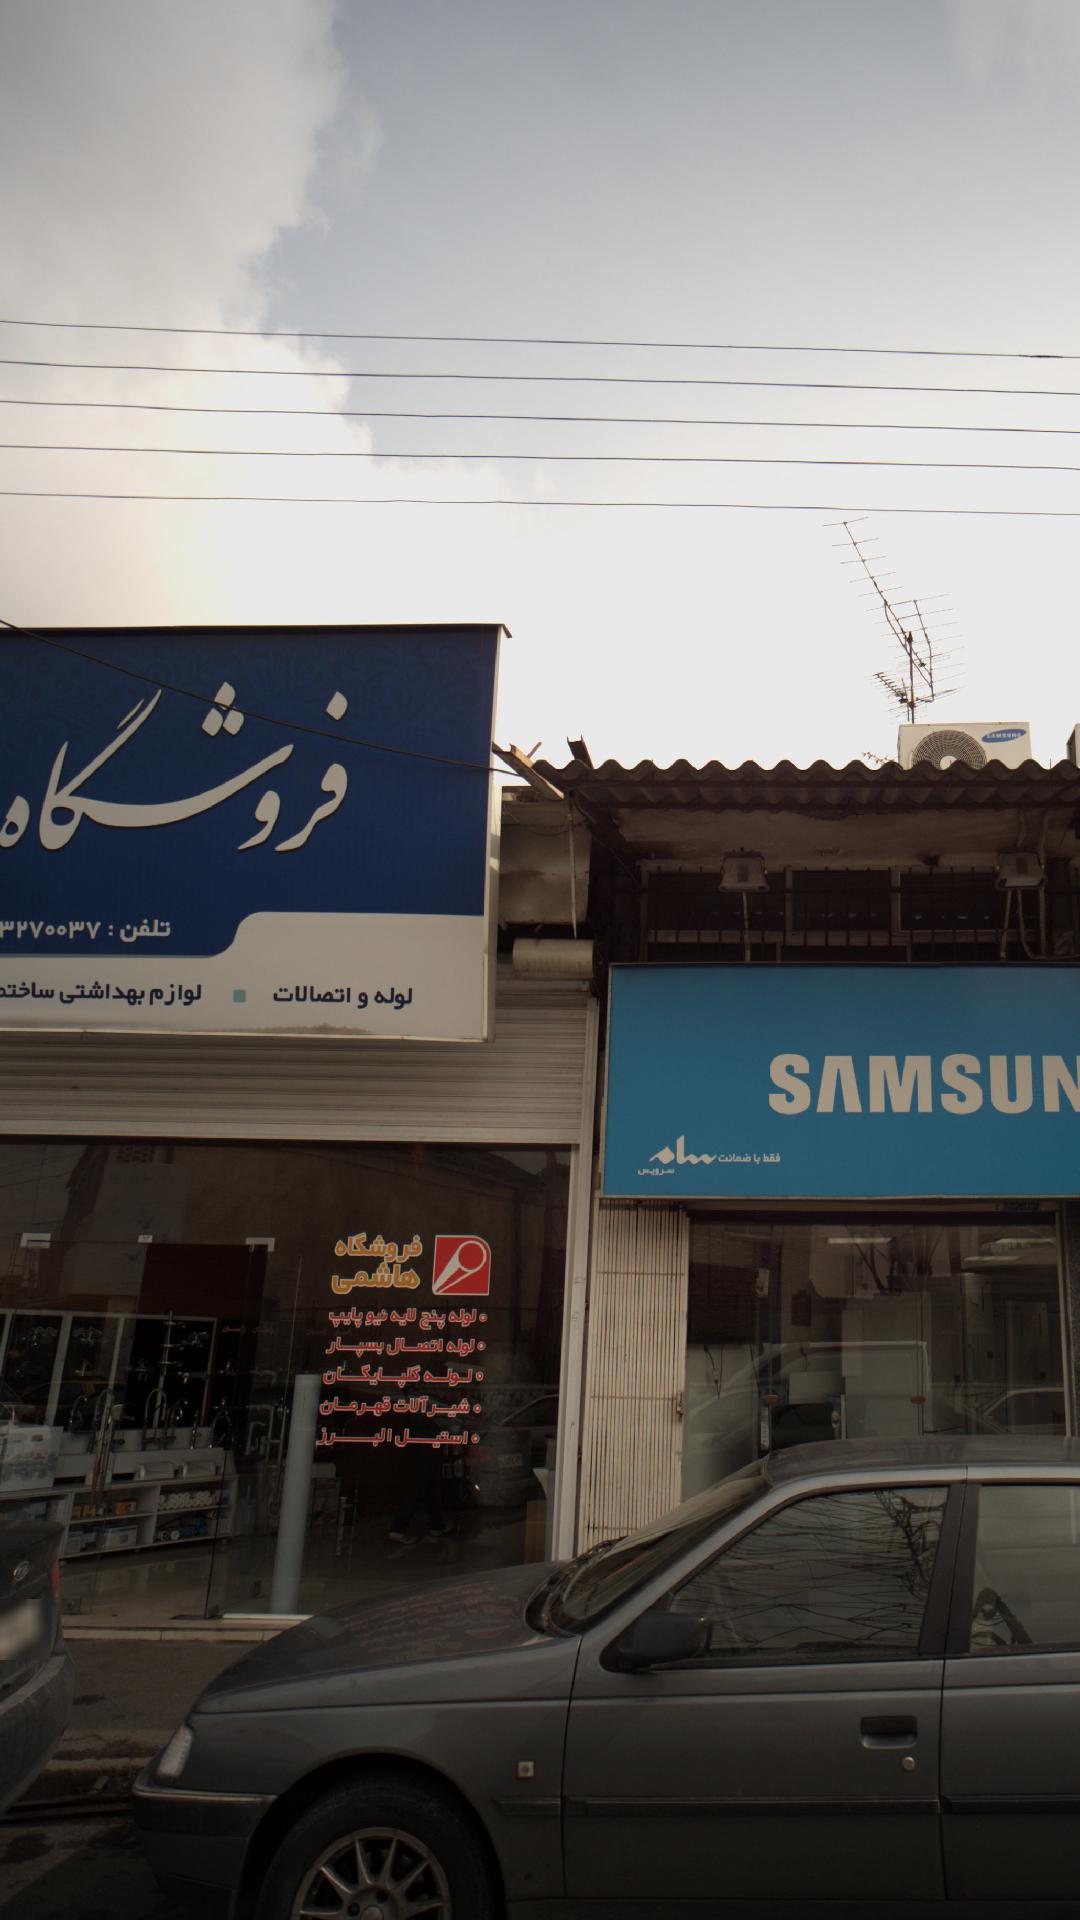 فروشگاه
تلفن : ۳۲۷۰۰۳۷
لوله و اتصالات ▪ لوازم بهداشتی
SAMSUNG
SAMSUN
فقط با ضمانت سام سرویس
فروشگاه
هاشمی
• لوله پنج لایه نیو پایپ
• لوله اتصال بسپار
• لوله گلپایگان
• شیرآلات قهرمان
• استیل البرز